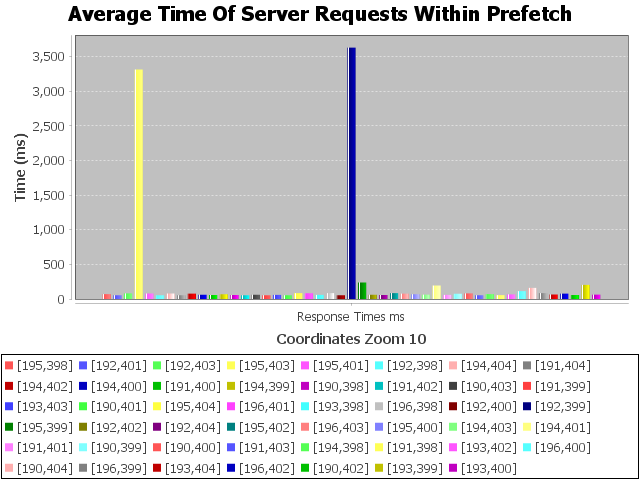 Average Time Of Server Requests Within Prefetch
3,500
3,000
2,500
2,000
1,500
1,000
500
0
Time (ms)
Response Times ms
Coordinates Zoom 10
[195,398] [192,401] [192,403] [195,403] [195,401] [192,398] [194,404] [191,404]
[194,402] [194,400] [191,400] [194,399] [190,398] [191,402] [190,403] [191,399]
[193,403] [190,401] [195,404] [196,401] [193,398] [196,398] [192,400] [192,399]
[195,399] [192,402] [192,404] [195,402] [196,403] [195,400] [194,403] [194,401]
[191,401] [190,399] [190,400] [191,403] [194,398] [191,398] [193,402] [196,400]
[190,404] [196,399] [193,404] [196,402] [190,402] [193,399] [193,400]